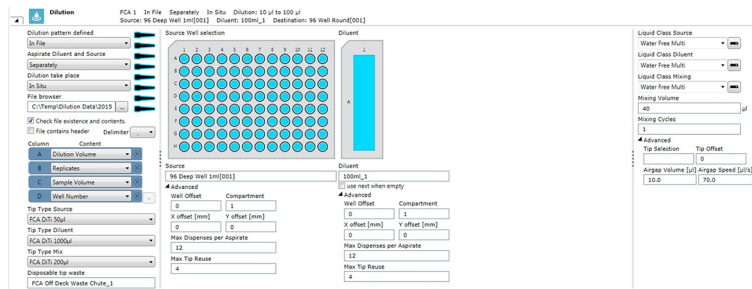 Dilution
FCA 1 In File Separately In Situ Dilution: 10 µl to 100 µl
Source: 96 Deep Well 1ml[001] Diluent: 100ml_1 Destination: 96 Well Round[001]
Dilution pattern defined
In File
Aspirate Diluent and Source
Separately
Dilution take place
In Situ
File browser
C:\Temp\Dilution Data\2015 ...
Check file existence and contents.
File contains header Delimiter ,
Column Content
A Dilution Volume
B Replicates
C Sample Volume
D Well Number
Tip Type Source
FCA DiTi 50µl
Tip Type Diluent
FCA DiTi 1000µl
Tip Type Mix
FCA DiTi 200µl
Disposable tip waste
FCA Off Deck Waste Chute_1
Source Well selection
1 2 3 4 5 6 7 8 9 10 11 12
A
B
C
D
E
F
G
H
Source
96 Deep Well 1ml[001]
Advanced
Well Offset Compartment
0 1
X offset [mm] Y offset [mm]
0 0
Max Dispenses per Aspirate
12
Max Tip Reuse
4
Diluent
1
A
Diluent
100ml_1
use next when empty
Advanced
Well Offset Compartment
0 1
X offset [mm] Y offset [mm]
0 0
Max Dispenses per Aspirate
12
Max Tip Reuse
4
Liquid Class Source
Water Free Multi
Liquid Class Diluent
Water Free Multi
Liquid Class Mixing
Water Free Multi
Mixing Volume
40 µl
Mixing Cycles
1
Advanced
Tip Selection Tip Offset
0
Airgap Volume [µl] Airgap Speed [µl/s]
10.0 70.0